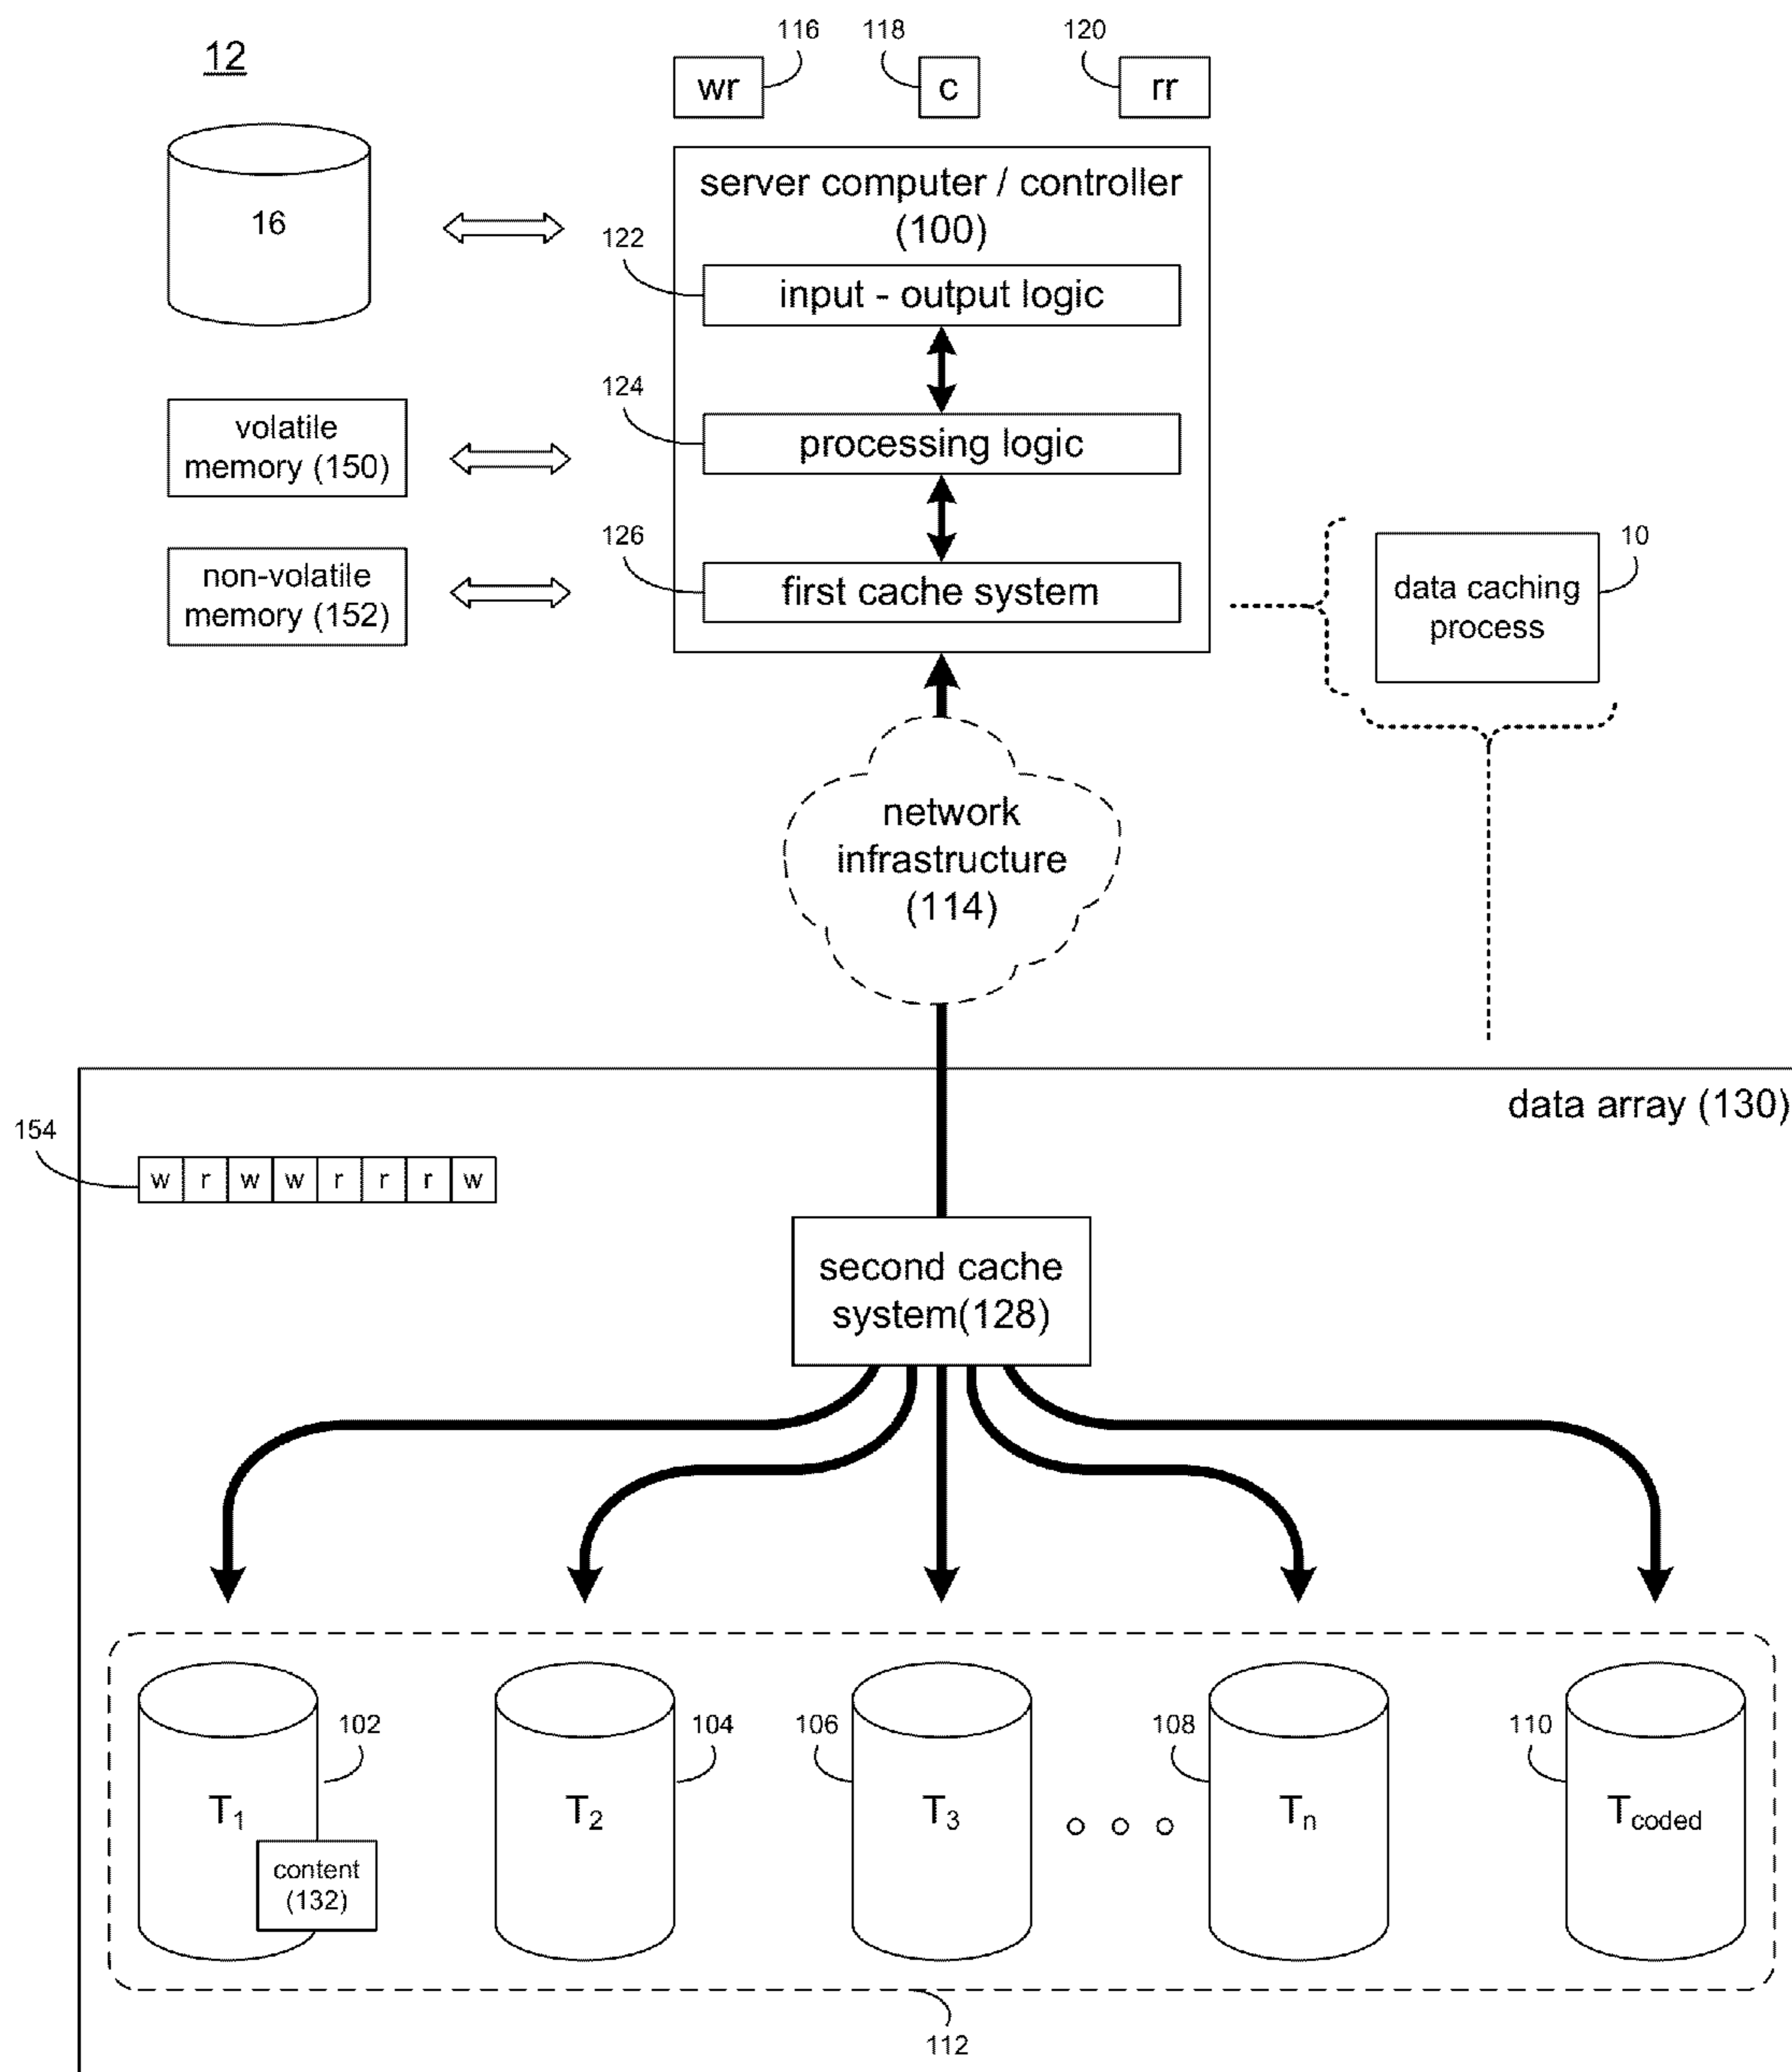 12
116
118
120
wr
c
rr
16
server computer / controller
(100)
122
input - output logic
124
processing logic
126
first cache system
volatile
memory (150)
non-volatile
memory (152)
10
data caching
process
network
infrastructure
(114)
data array (130)
154
w r w w r r r w
second cache
system(128)
102
104
106
108
110
T1
T2
T3
Tn
Tcoded
content
(132)
112